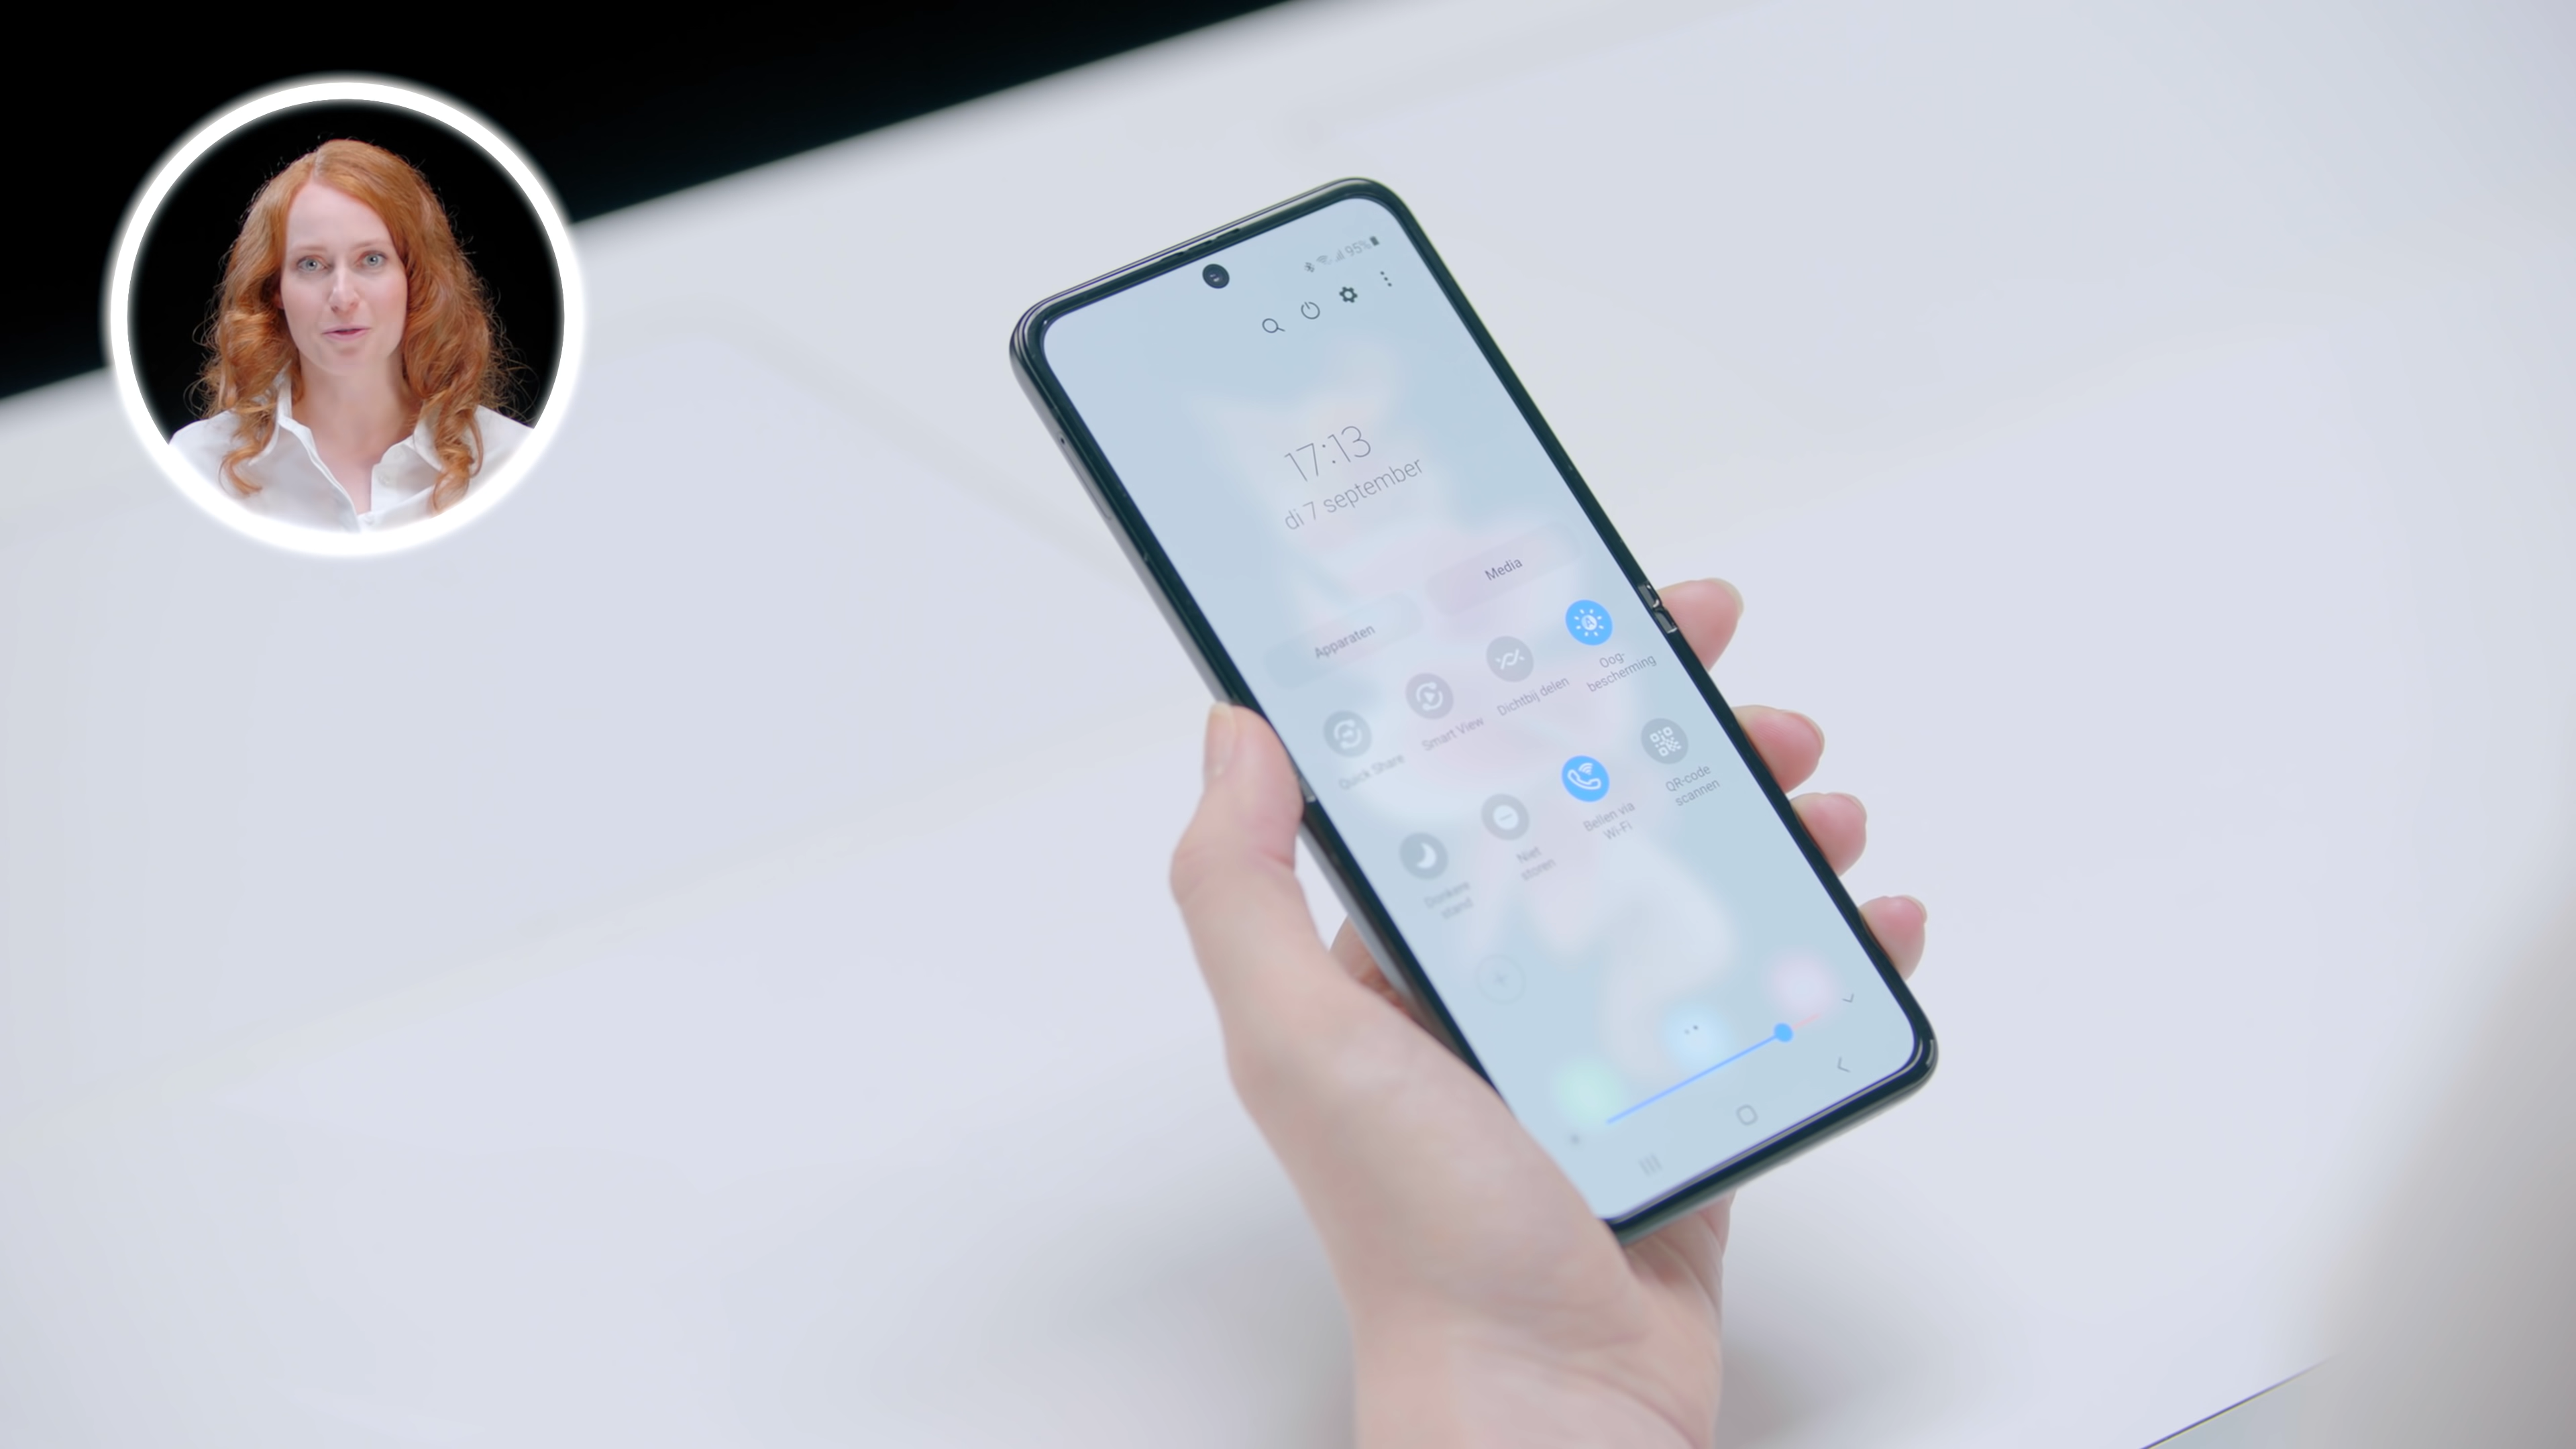 95%
17:13
di 7 september
Apparaten
Media
Quick Share
Smart View
Dichtbij delen
Oog-
bescherming
Donkere
stand
Niet
storen
Bellen via
Wi-Fi
QR-code
scannen